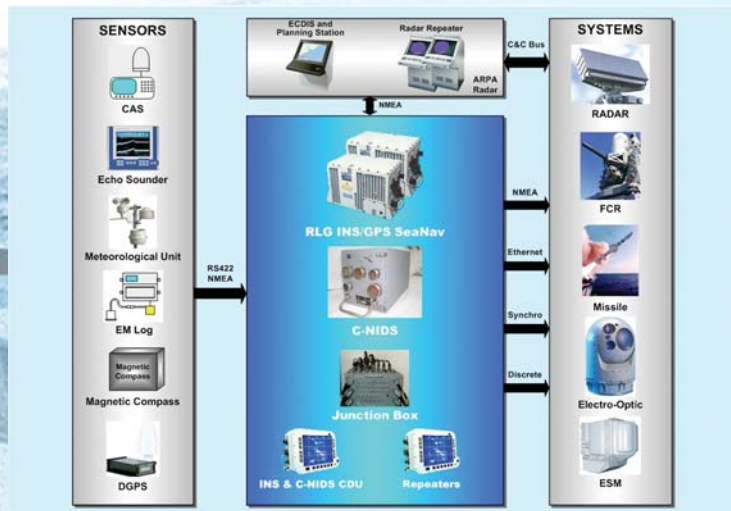 SENSORS
CAS
Echo Sounder
Meteorological Unit
EM Log
Magnetic
Compass
Magnetic Compass
DGPS
RS422
NMEA
ECDIS and
Planning Station
Radar Repeater
ARPA
Radar
NMEA
RLG INS/GPS SeaNav
C-NIDS
Junction Box
INS & C-NIDS CDU
Repeaters
C&C Bus
NMEA
Ethernet
Synchro
Discrete
SYSTEMS
RADAR
FCR
Missile
Electro-Optic
ESM